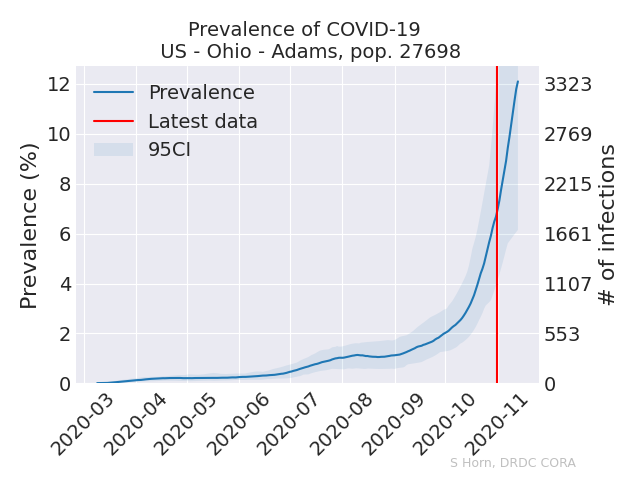 Prevalence of COVID-19
US - Ohio - Adams, pop. 27698
Prevalence
Latest data
95CI
Prevalence (%)
12
10
8
6
4
2
0
3323
2769
2215
1661
1107
553
0
# of infections
2020-03
2020-04
2020-05
2020-06
2020-07
2020-08
2020-09
2020-10
2020-11
S Horn, DRDC CORA